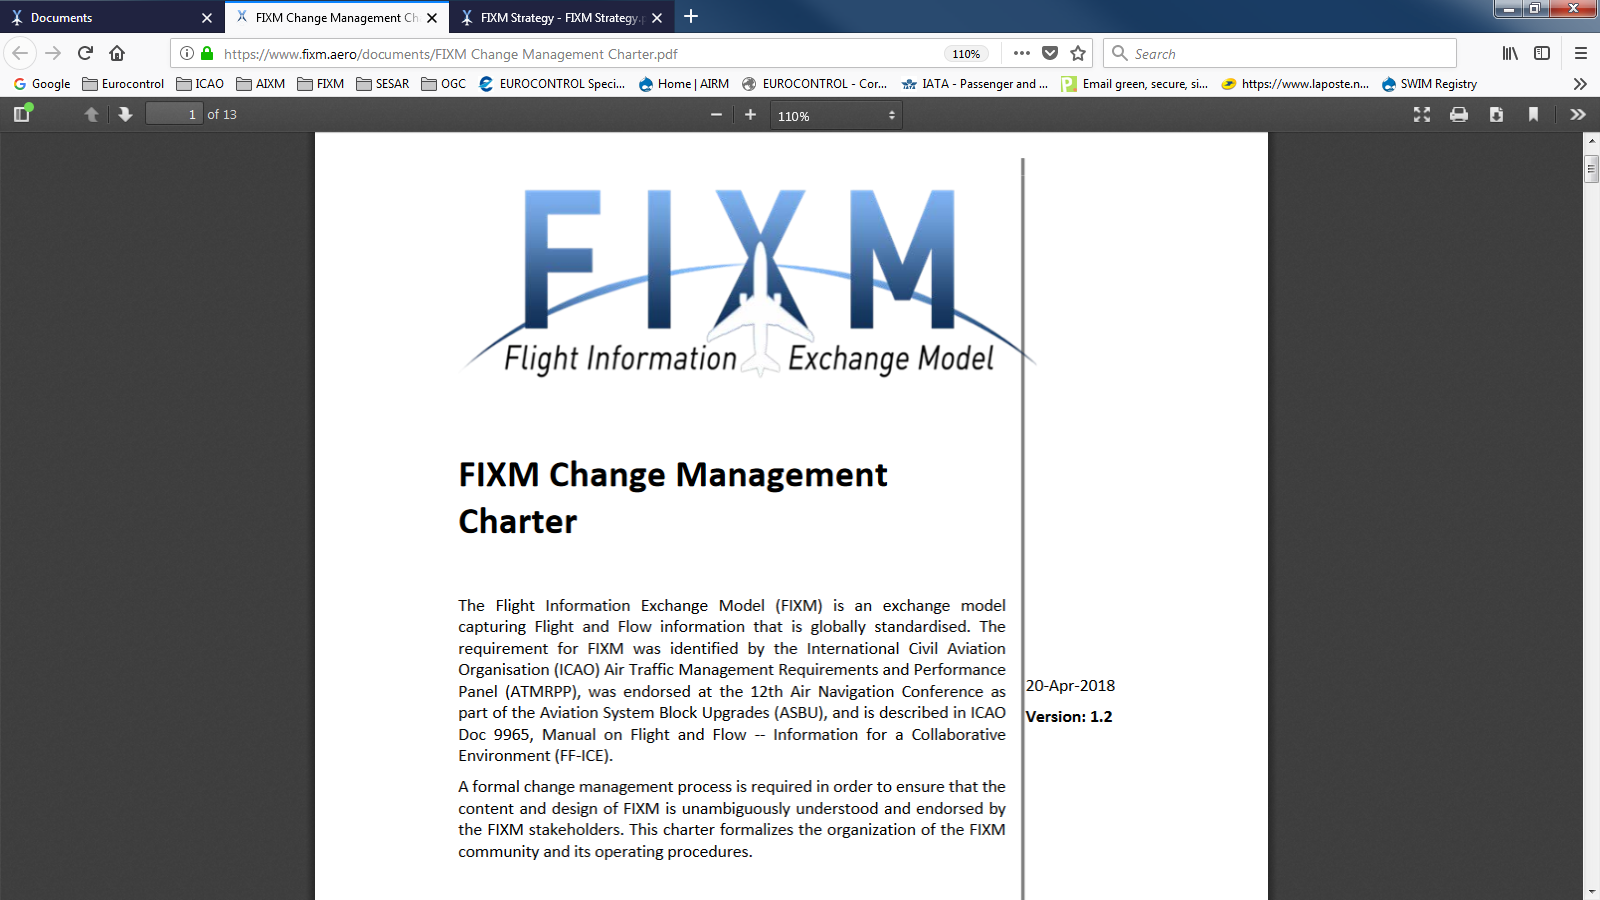 Documents
FIXM Change Management Ch
FIXM Strategy - FIXM Strategy.p
https://www.fixm.aero/documents/FIXM Change Management Charter.pdf
110%
Search
Google
Eurocontrol
ICAO
AIXM
FIXM
SESAR
OGC
EUROCONTROL Speci...
Home | AIRM
EUROCONTROL - Cor...
IATA - Passenger and ...
Email green, secure, si...
https://www.laposte.n...
SWIM Registry
1 of 13
110%
FIXM
Flight Information Exchange Model
FIXM Change Management
Charter
The Flight Information Exchange Model (FIXM) is an exchange model
capturing Flight and Flow information that is globally standardised. The
requirement for FIXM was identified by the International Civil Aviation
Organisation (ICAO) Air Traffic Management Requirements and Performance
Panel (ATMRPP), was endorsed at the 12th Air Navigation Conference as
part of the Aviation System Block Upgrades (ASBU), and is described in ICAO
Doc 9965, Manual on Flight and Flow -- Information for a Collaborative
Environment (FF-ICE).
A formal change management process is required in order to ensure that the
content and design of FIXM is unambiguously understood and endorsed by
the FIXM stakeholders. This charter formalizes the organization of the FIXM
community and its operating procedures.
20-Apr-2018
Version: 1.2